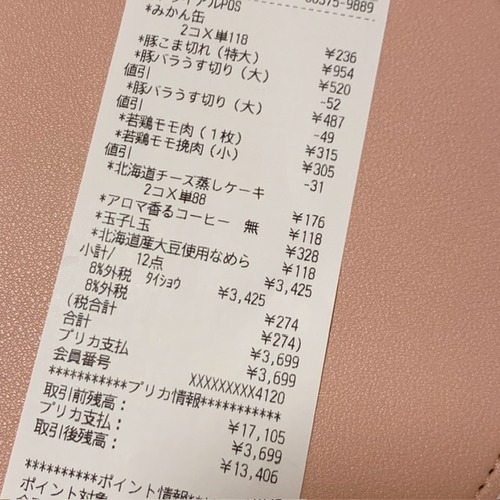 *みかん缶
2コX単118 ¥236
*豚こま切れ(特大) ¥954
*豚バラうす切り(大) ¥520
値引 -52
*豚バラうす切り(大) ¥487
値引 -49
*若鶏モモ肉(1枚) ¥315
*若鶏モモ挽肉(小) ¥305
値引 -31
*北海道チーズ蒸しケーキ
2コX単88 ¥176
*アロマ香るコーヒー 無 ¥118
*玉子L玉 ¥328
*北海道産大豆使用なめら ¥118
小計/ 12点 ¥3,425
8%外税 タイショウ ¥3,425
8%外税 ¥274
(税合計 ¥274)
合計 ¥3,699
プリカ支払 ¥3,699
会員番号 XXXXXXXXX4120
***********プリカ情報***********
取引前残高: ¥17,105
プリカ支払: ¥3,699
取引後残高: ¥13,406
**********ポイント情報
ポイント対象